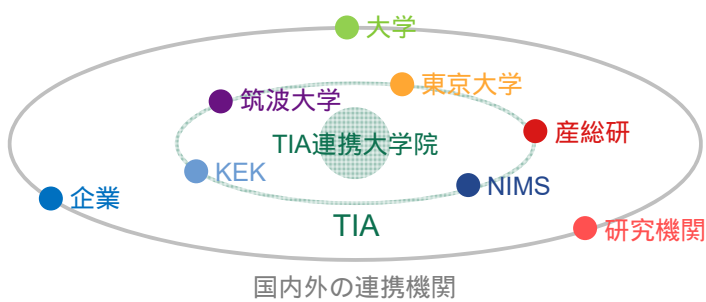 大学
東京大学
筑波大学
産総研
TIA連携大学院
KEK
NIMS
企業
TIA
研究機関
国内外の連携機関